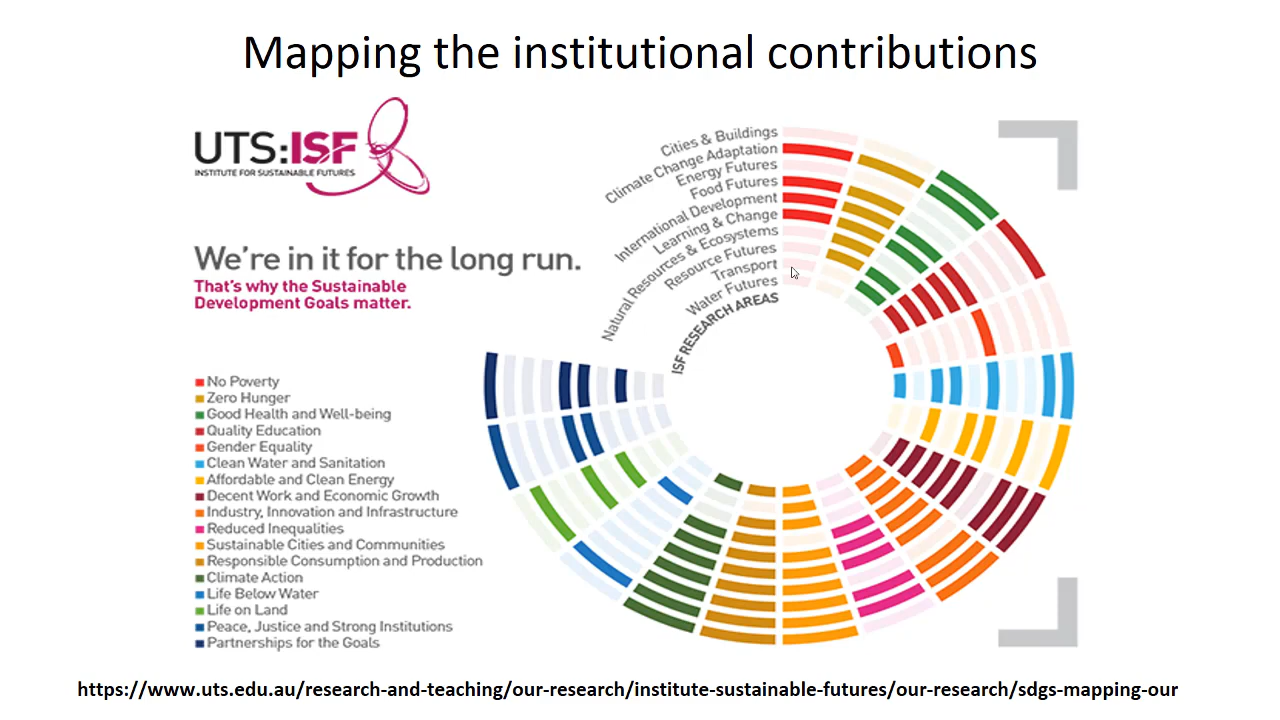 Mapping the institutional contributions
UTS:ISF
INSTITUTE FOR SUSTAINABLE FUTURES
We're in it for the long run.
That's why the Sustainable
Development Goals matter.
Cities & Buildings
Climate Change Adaptation
Energy Futures
Food Futures
International Development
Learning & Change
Natural Resources & Ecosystems
Resource Futures
Transport
Water Futures
ISF RESEARCH AREAS
No Poverty
Zero Hunger
Good Health and Well-being
Quality Education
Gender Equality
Clean Water and Sanitation
Affordable and Clean Energy
Decent Work and Economic Growth
Industry, Innovation and Infrastructure
Reduced Inequalities
Sustainable Cities and Communities
Responsible Consumption and Production
Climate Action
Life Below Water
Life on Land
Peace, Justice and Strong Institutions
Partnerships for the Goals
https://www.uts.edu.au/research-and-teaching/our-research/institute-sustainable-futures/our-research/sdgs-mapping-our